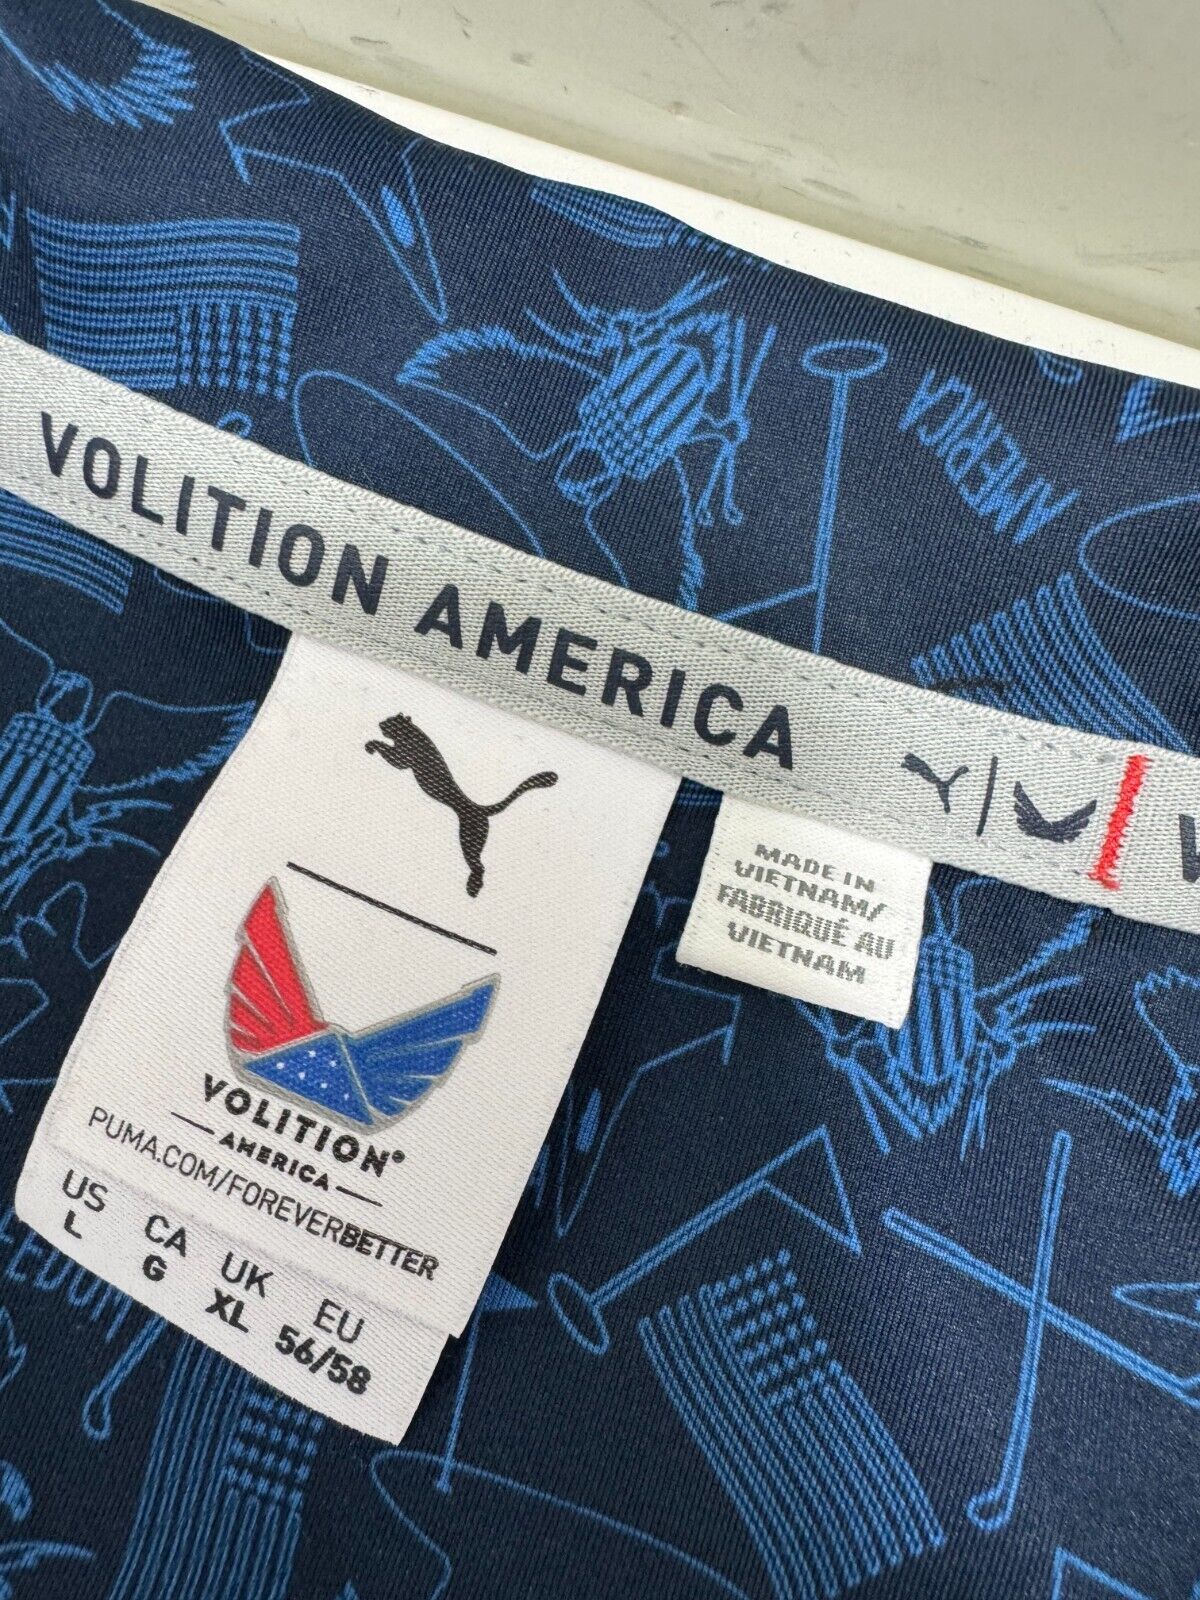 AMERICA
VOLITION AMERICA
MADE IN
VIETNAM/
FABRIQUÉ AU
VIETNAM
VOLITION®
AMERICA
PUMA.COM/FOREVERBETTER
US CA UK EU
L G XL 56/58